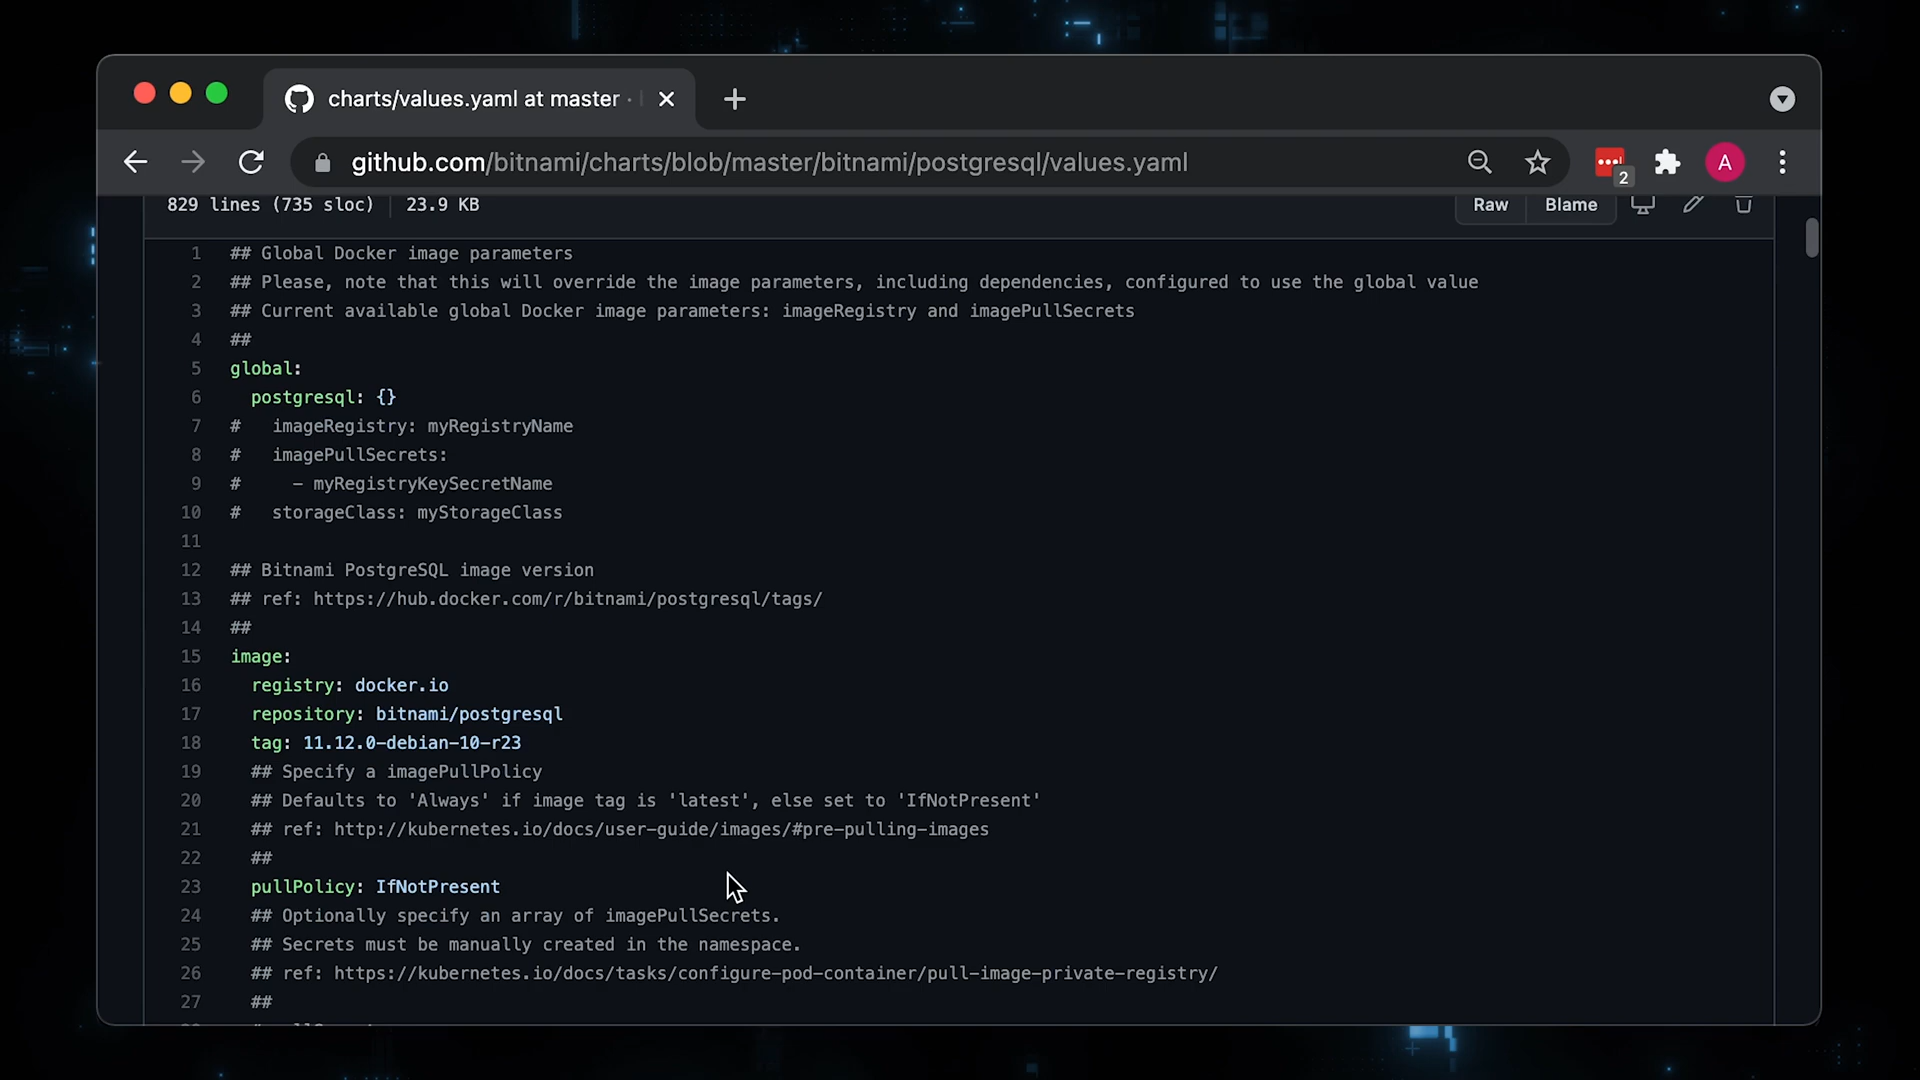 charts/values.yaml at master ·
github.com/bitnami/charts/blob/master/bitnami/postgresql/values.yaml
2
A
829 lines (735 sloc) 23.9 KB
Raw
Blame
1 ## Global Docker image parameters
2 ## Please, note that this will override the image parameters, including dependencies, configured to use the global value
3 ## Current available global Docker image parameters: imageRegistry and imagePullSecrets
4 ##
5 global:
6 postgresql: {}
7 # imageRegistry: myRegistryName
8 # imagePullSecrets:
9 # - myRegistryKeySecretName
10 # storageClass: myStorageClass
11
12 ## Bitnami PostgreSQL image version
13 ## ref: https://hub.docker.com/r/bitnami/postgresql/tags/
14 ##
15 image:
16 registry: docker.io
17 repository: bitnami/postgresql
18 tag: 11.12.0-debian-10-r23
19 ## Specify a imagePullPolicy
20 ## Defaults to 'Always' if image tag is 'latest', else set to 'IfNotPresent'
21 ## ref: http://kubernetes.io/docs/user-guide/images/#pre-pulling-images
22 ##
23 pullPolicy: IfNotPresent
24 ## Optionally specify an array of imagePullSecrets.
25 ## Secrets must be manually created in the namespace.
26 ## ref: https://kubernetes.io/docs/tasks/configure-pod-container/pull-image-private-registry/
27 ##